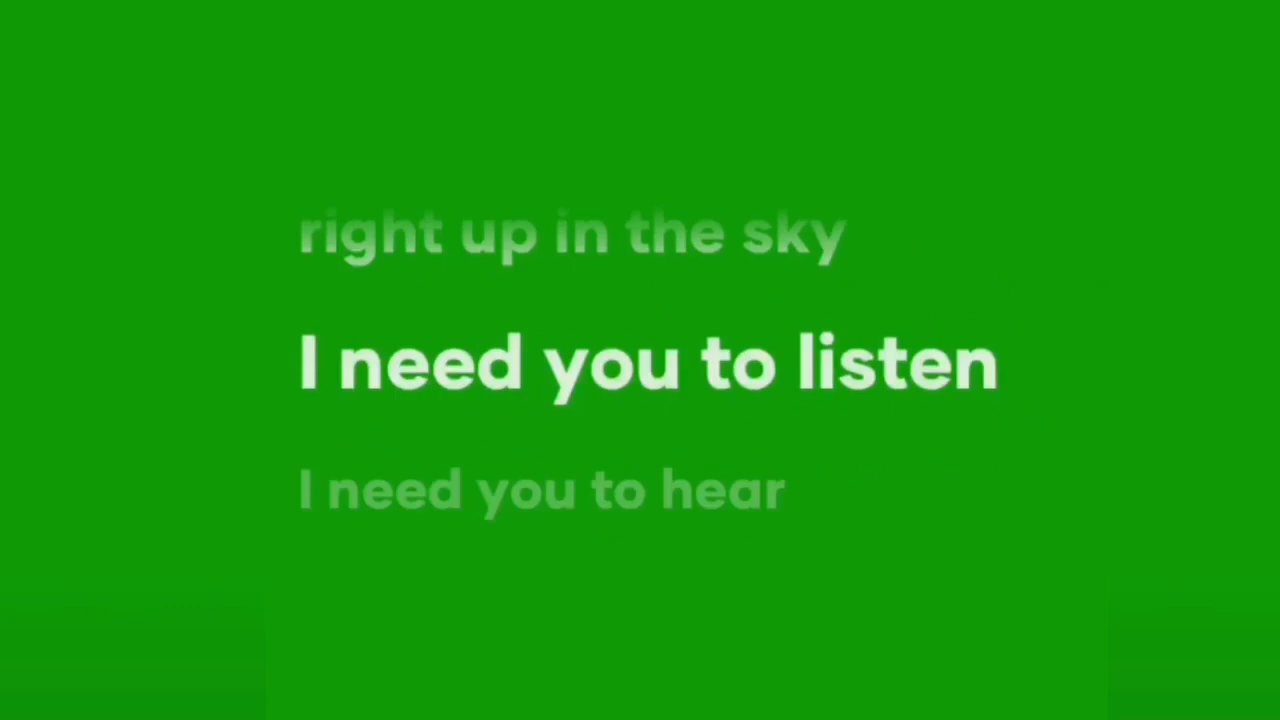 right up in the sky
I need you to listen
I need you to hear